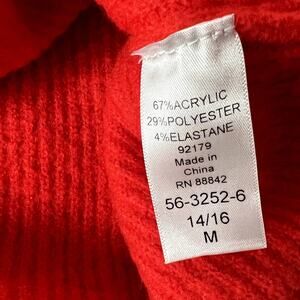 67%ACRYLIC
29%POLYESTER
4%ELASTANE
92179
Made in
China
RN 88842
56-3252-6
14/16
M